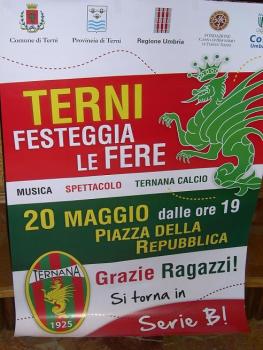 Comune di Terni
Provincia di Terni
Regione Umbria
FONDAZIONE
TERNI
FESTEGGIA
LE FERE
MUSICA SPETTACOLO TERNANA CALCIO
20 MAGGIO dalle ore 19
PIAZZA DELLA
REPUBBLICA
TERNANA
1925
Grazie Ragazzi!
Si torna in
Serie B!